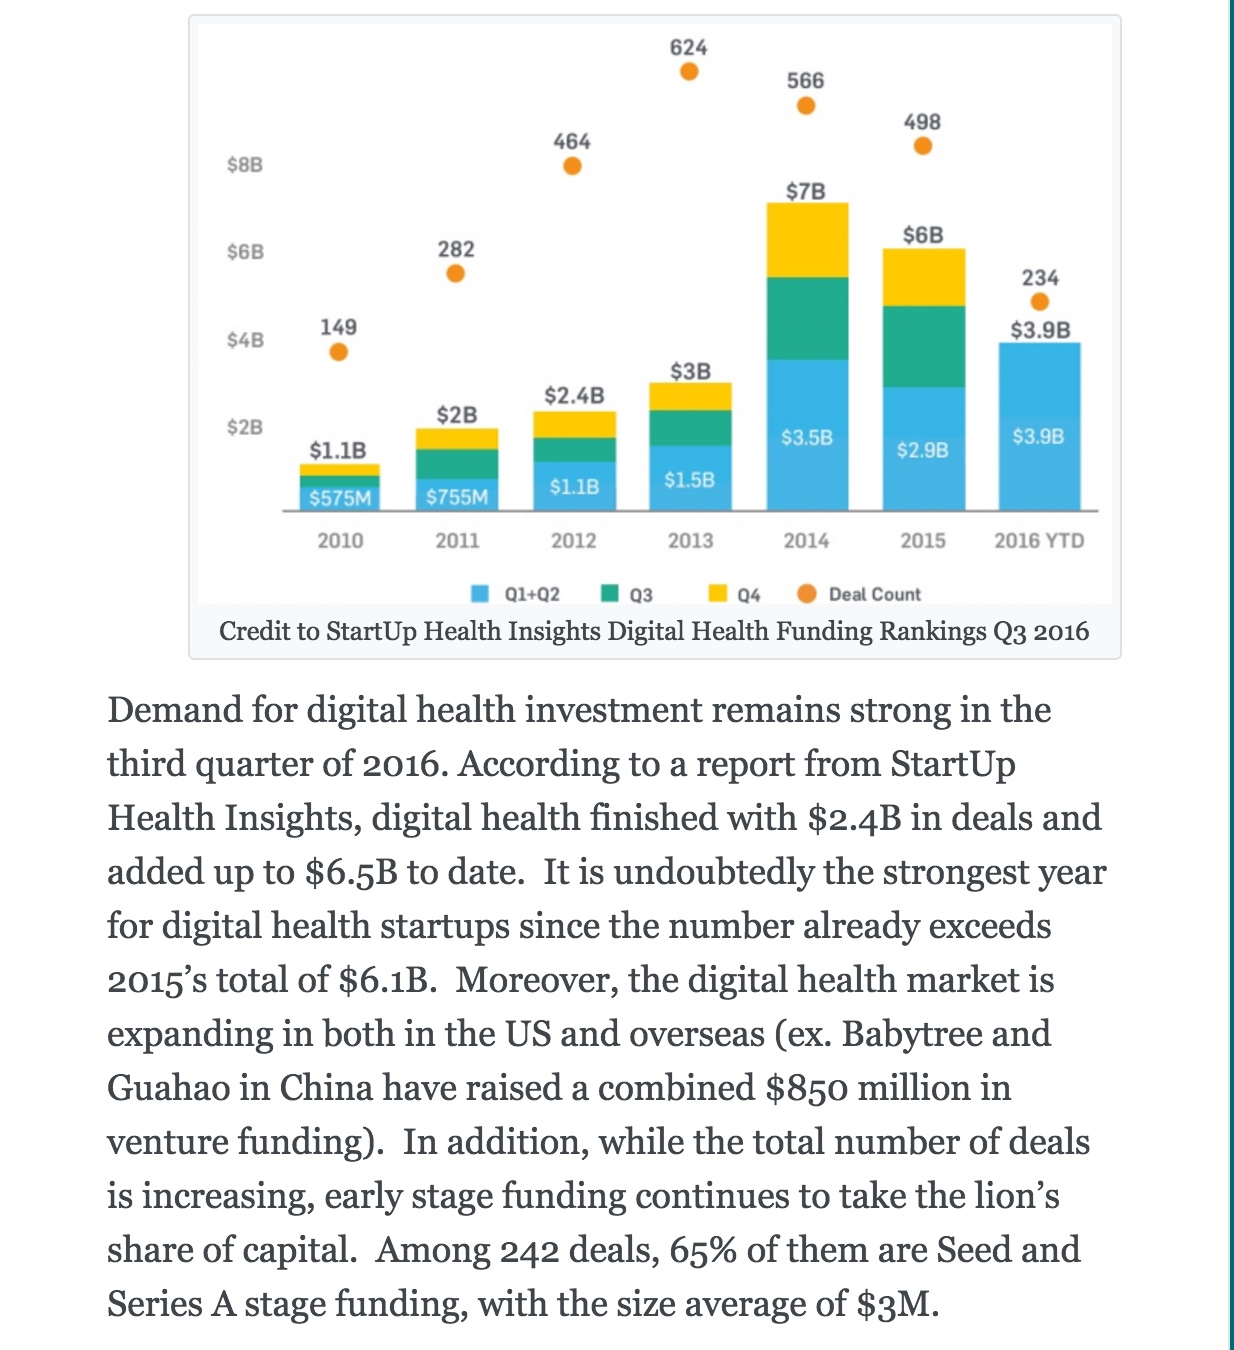 624
566
498
464
$8B
$7B
$6B
282
$6B
234
149
$4B
$3.9B
$3B
$2.4B
$2B
$2B
$1.1B
$3.5B
$3.9B
$2.9B
$1.5B
$1.1B
$575M
$755M
2010 2011 2012 2013 2014 2015 2016 YTD
Q1+Q2 Q3 Q4 Deal Count
Credit to StartUp Health Insights Digital Health Funding Rankings Q3 2016
Demand for digital health investment remains strong in the
third quarter of 2016. According to a report from StartUp
Health Insights, digital health finished with $2.4B in deals and
added up to $6.5B to date.  It is undoubtedly the strongest year
for digital health startups since the number already exceeds
2015’s total of $6.1B.  Moreover, the digital health market is
expanding in both in the US and overseas (ex. Babytree and
Guahao in China have raised a combined $850 million in
venture funding).  In addition, while the total number of deals
is increasing, early stage funding continues to take the lion’s
share of capital.  Among 242 deals, 65% of them are Seed and
Series A stage funding, with the size average of $3M.